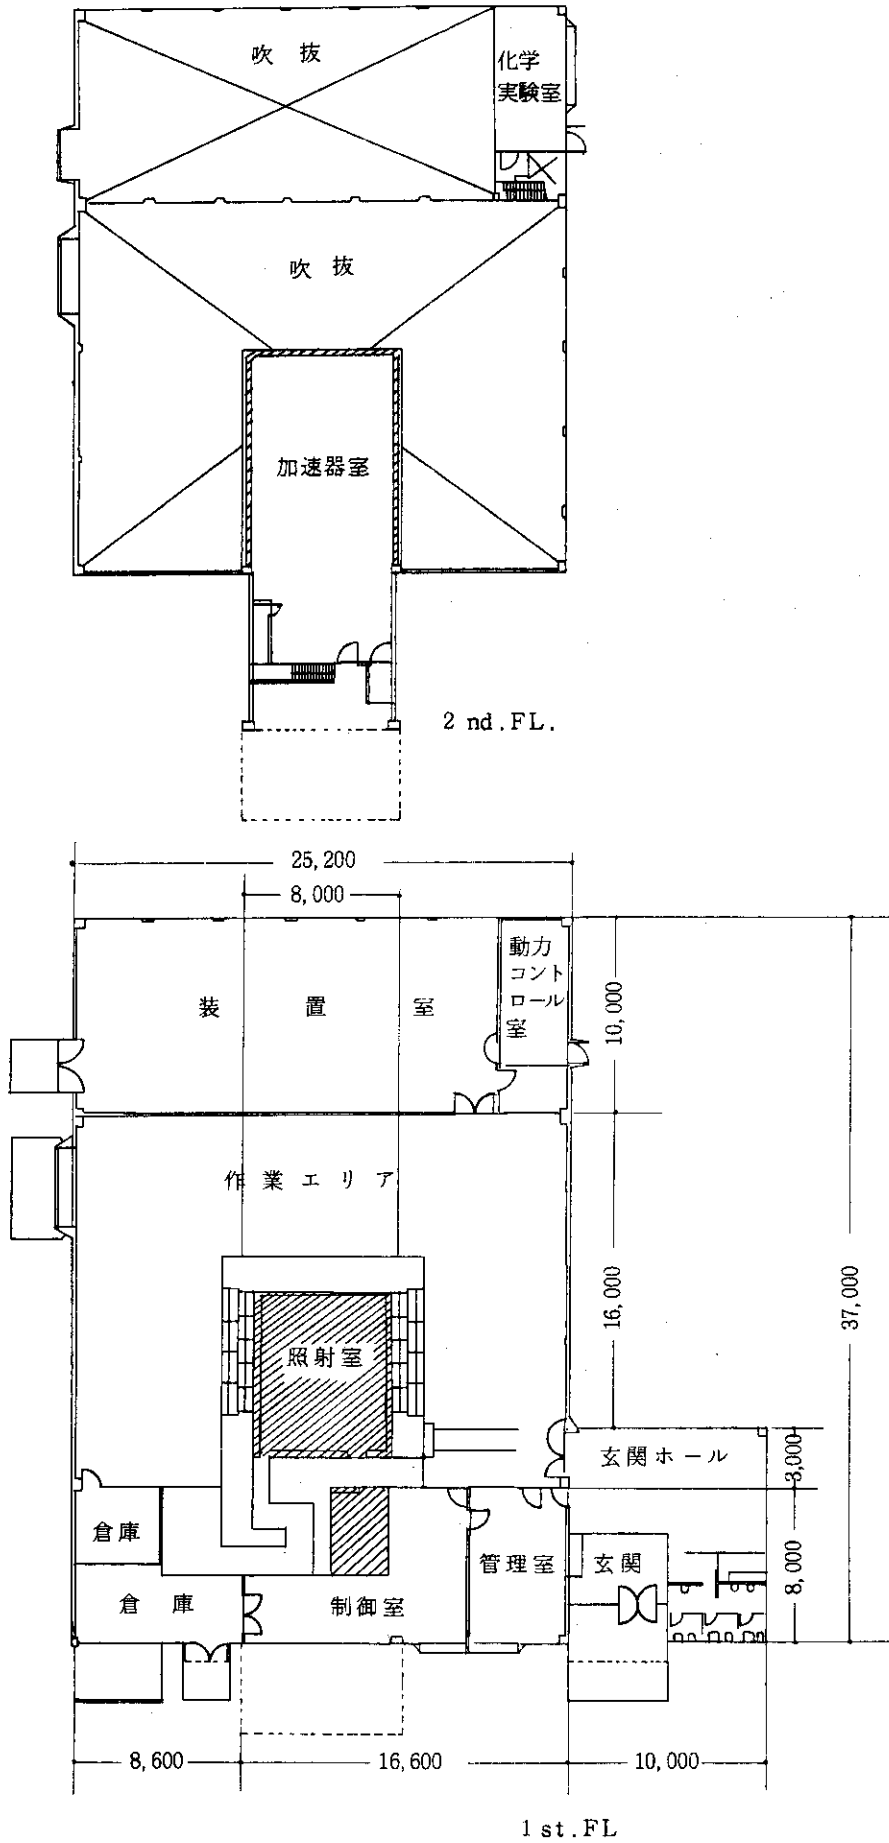 吹 抜
化学
実験室
吹 抜
加速器室
2 nd.FL.
25,200
8,000
動力
コント
ロール
室
装 置 室
10,000
作業エリア
16,000
37,000
照射室
玄関ホール
3,000
倉庫
管理室
玄関
8,000
倉 庫
制御室
8,600
16,600
10,000
1 st.FL